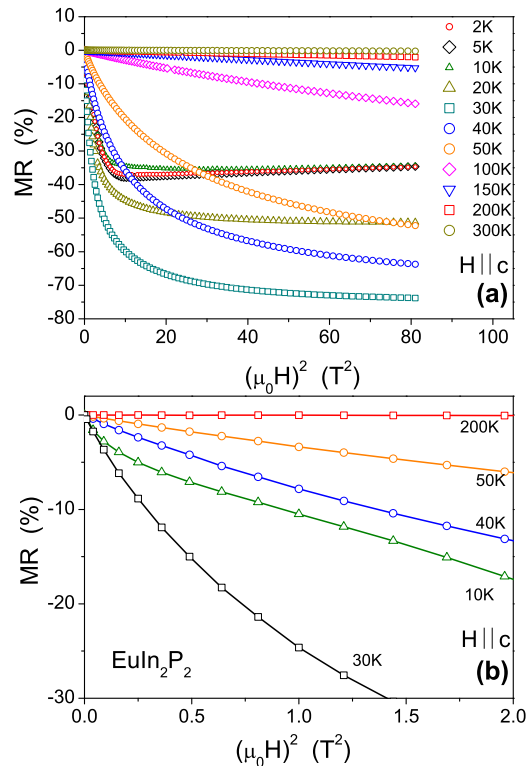 (a)
0
-10
-20
-30
-40
-50
-60
-70
-80
MR (%)
2K
5K
10K
20K
30K
40K
50K
100K
150K
200K
300K
H||c
0 20 40 60 80 100
(μ₀H)² (T²)
0
-10
-20
-30
MR (%)
200K
50K
40K
10K
30K
EuIn₂P₂
H||c
(b)
0.0 0.5 1.0 1.5 2.0
(μ₀H)² (T²)